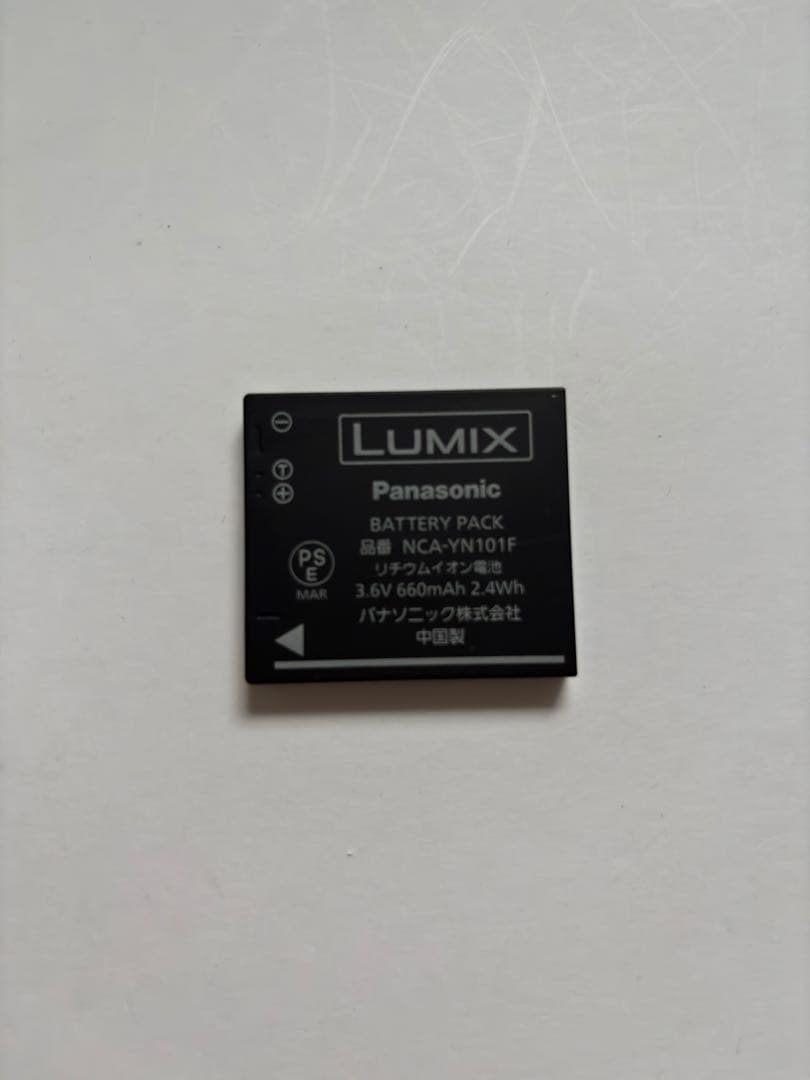 LUMIX
Panasonic
BATTERY PACK
品番 NCA-YN101F
リチウムイオン電池
3.6V 660mAh 2.4Wh
パナソニック株式会社
中国製
−
T
+
PS
E
MAR